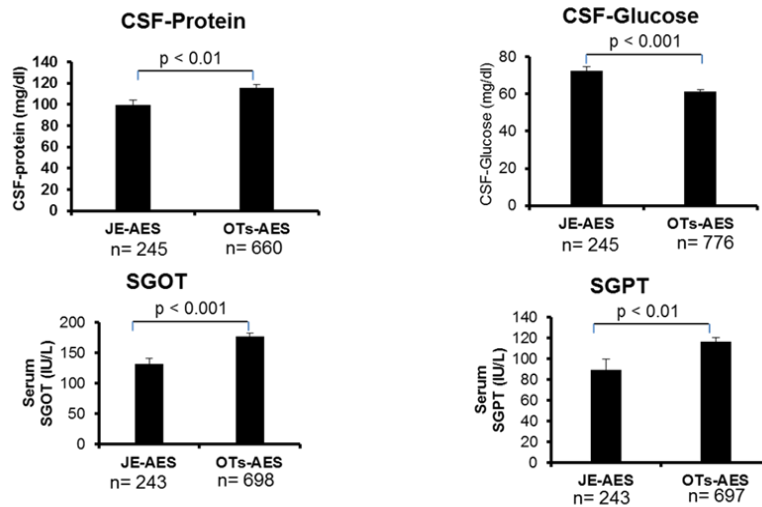 CSF-Protein
p < 0.01
CSF-protein (mg/dl)
140
120
100
80
60
40
20
0
JE-AES OTs-AES
n= 245 n= 660
CSF-Glucose
p < 0.001
CSF-Glucose (mg/dl)
80
60
40
20
0
JE-AES OTs-AES
n= 245 n= 776
SGOT
p < 0.001
Serum
SGOT (IU/L)
200
150
100
50
0
JE-AES OTs-AES
n= 243 n= 698
SGPT
p < 0.01
Serum
SGPT (IU/L)
140
120
100
80
60
40
20
0
JE-AES OTs-AES
n= 243 n= 697